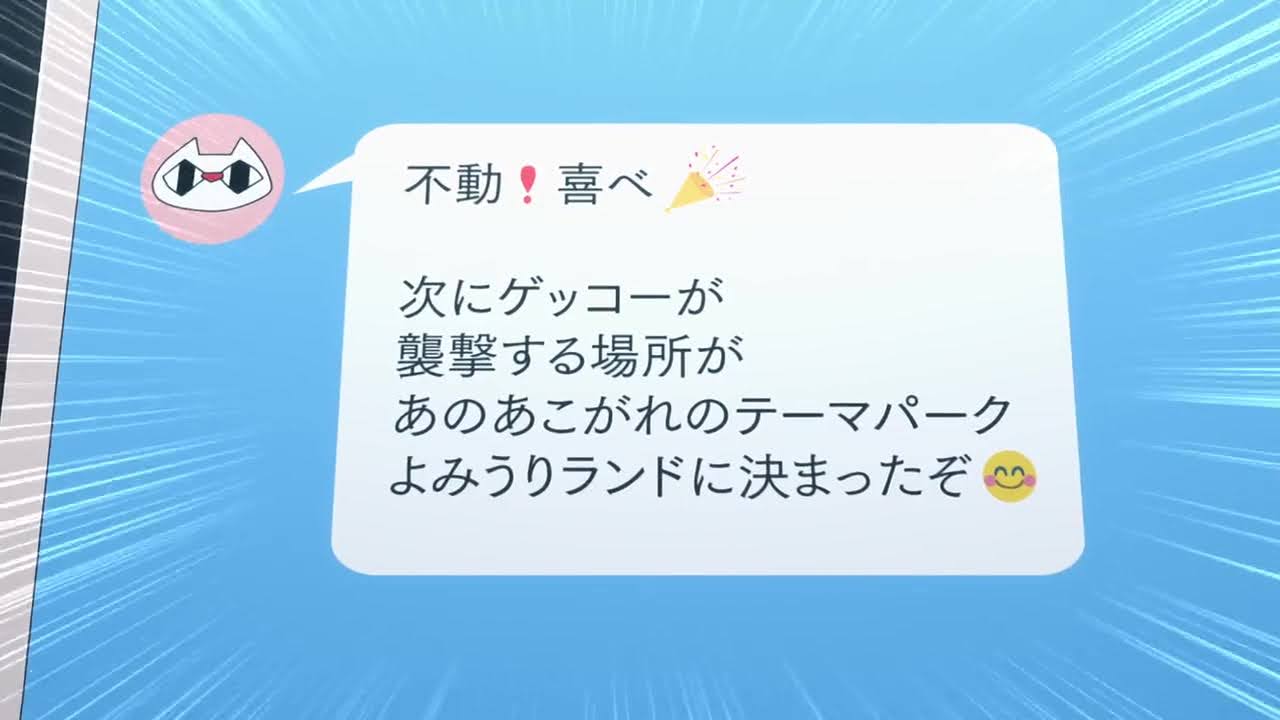 不動❗喜べ🎉
次にゲッコーが
襲撃する場所が
あのあこがれのテーマパーク
よみうりランドに決まったぞ😊